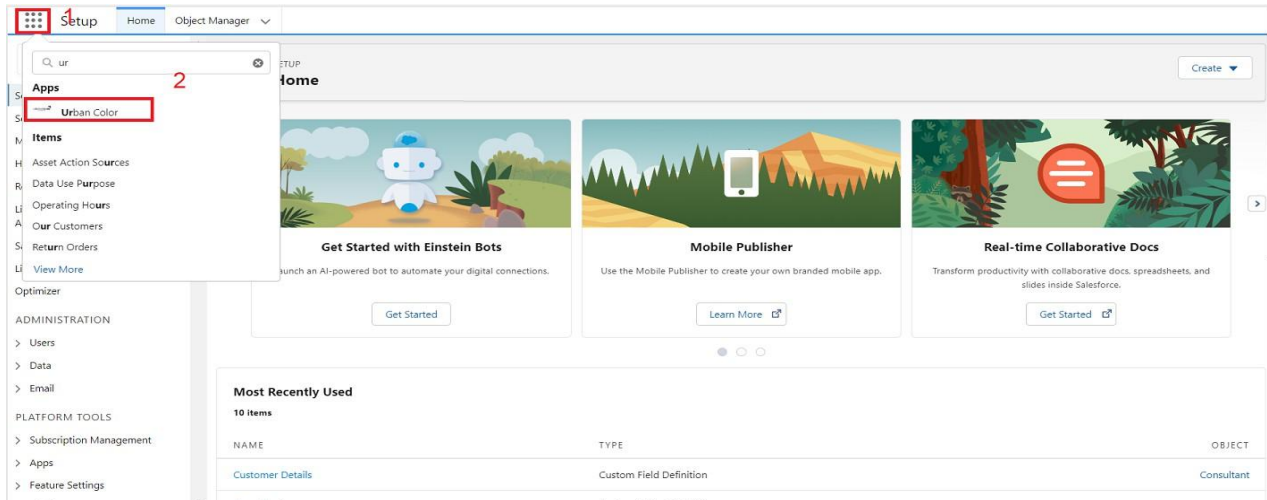 1
Setup Home Object Manager
ur
2
Apps
Urban Color
Items
Asset Action Sources
Data Use Purpose
Operating Hours
Our Customers
Return Orders
View More
Optimizer
ADMINISTRATION
Users
Data
Email
PLATFORM TOOLS
Subscription Management
Apps
Feature Settings
ETUP
Home
Create
Get Started with Einstein Bots
aunch an AI-powered bot to automate your digital connections.
Get Started
Mobile Publisher
Use the Mobile Publisher to create your own branded mobile app.
Learn More
Real-time Collaborative Docs
Transform productivity with collaborative docs, spreadsheets, and
slides inside Salesforce.
Get Started
Most Recently Used
10 items
NAME TYPE OBJECT
Customer Details Custom Field Definition Consultant